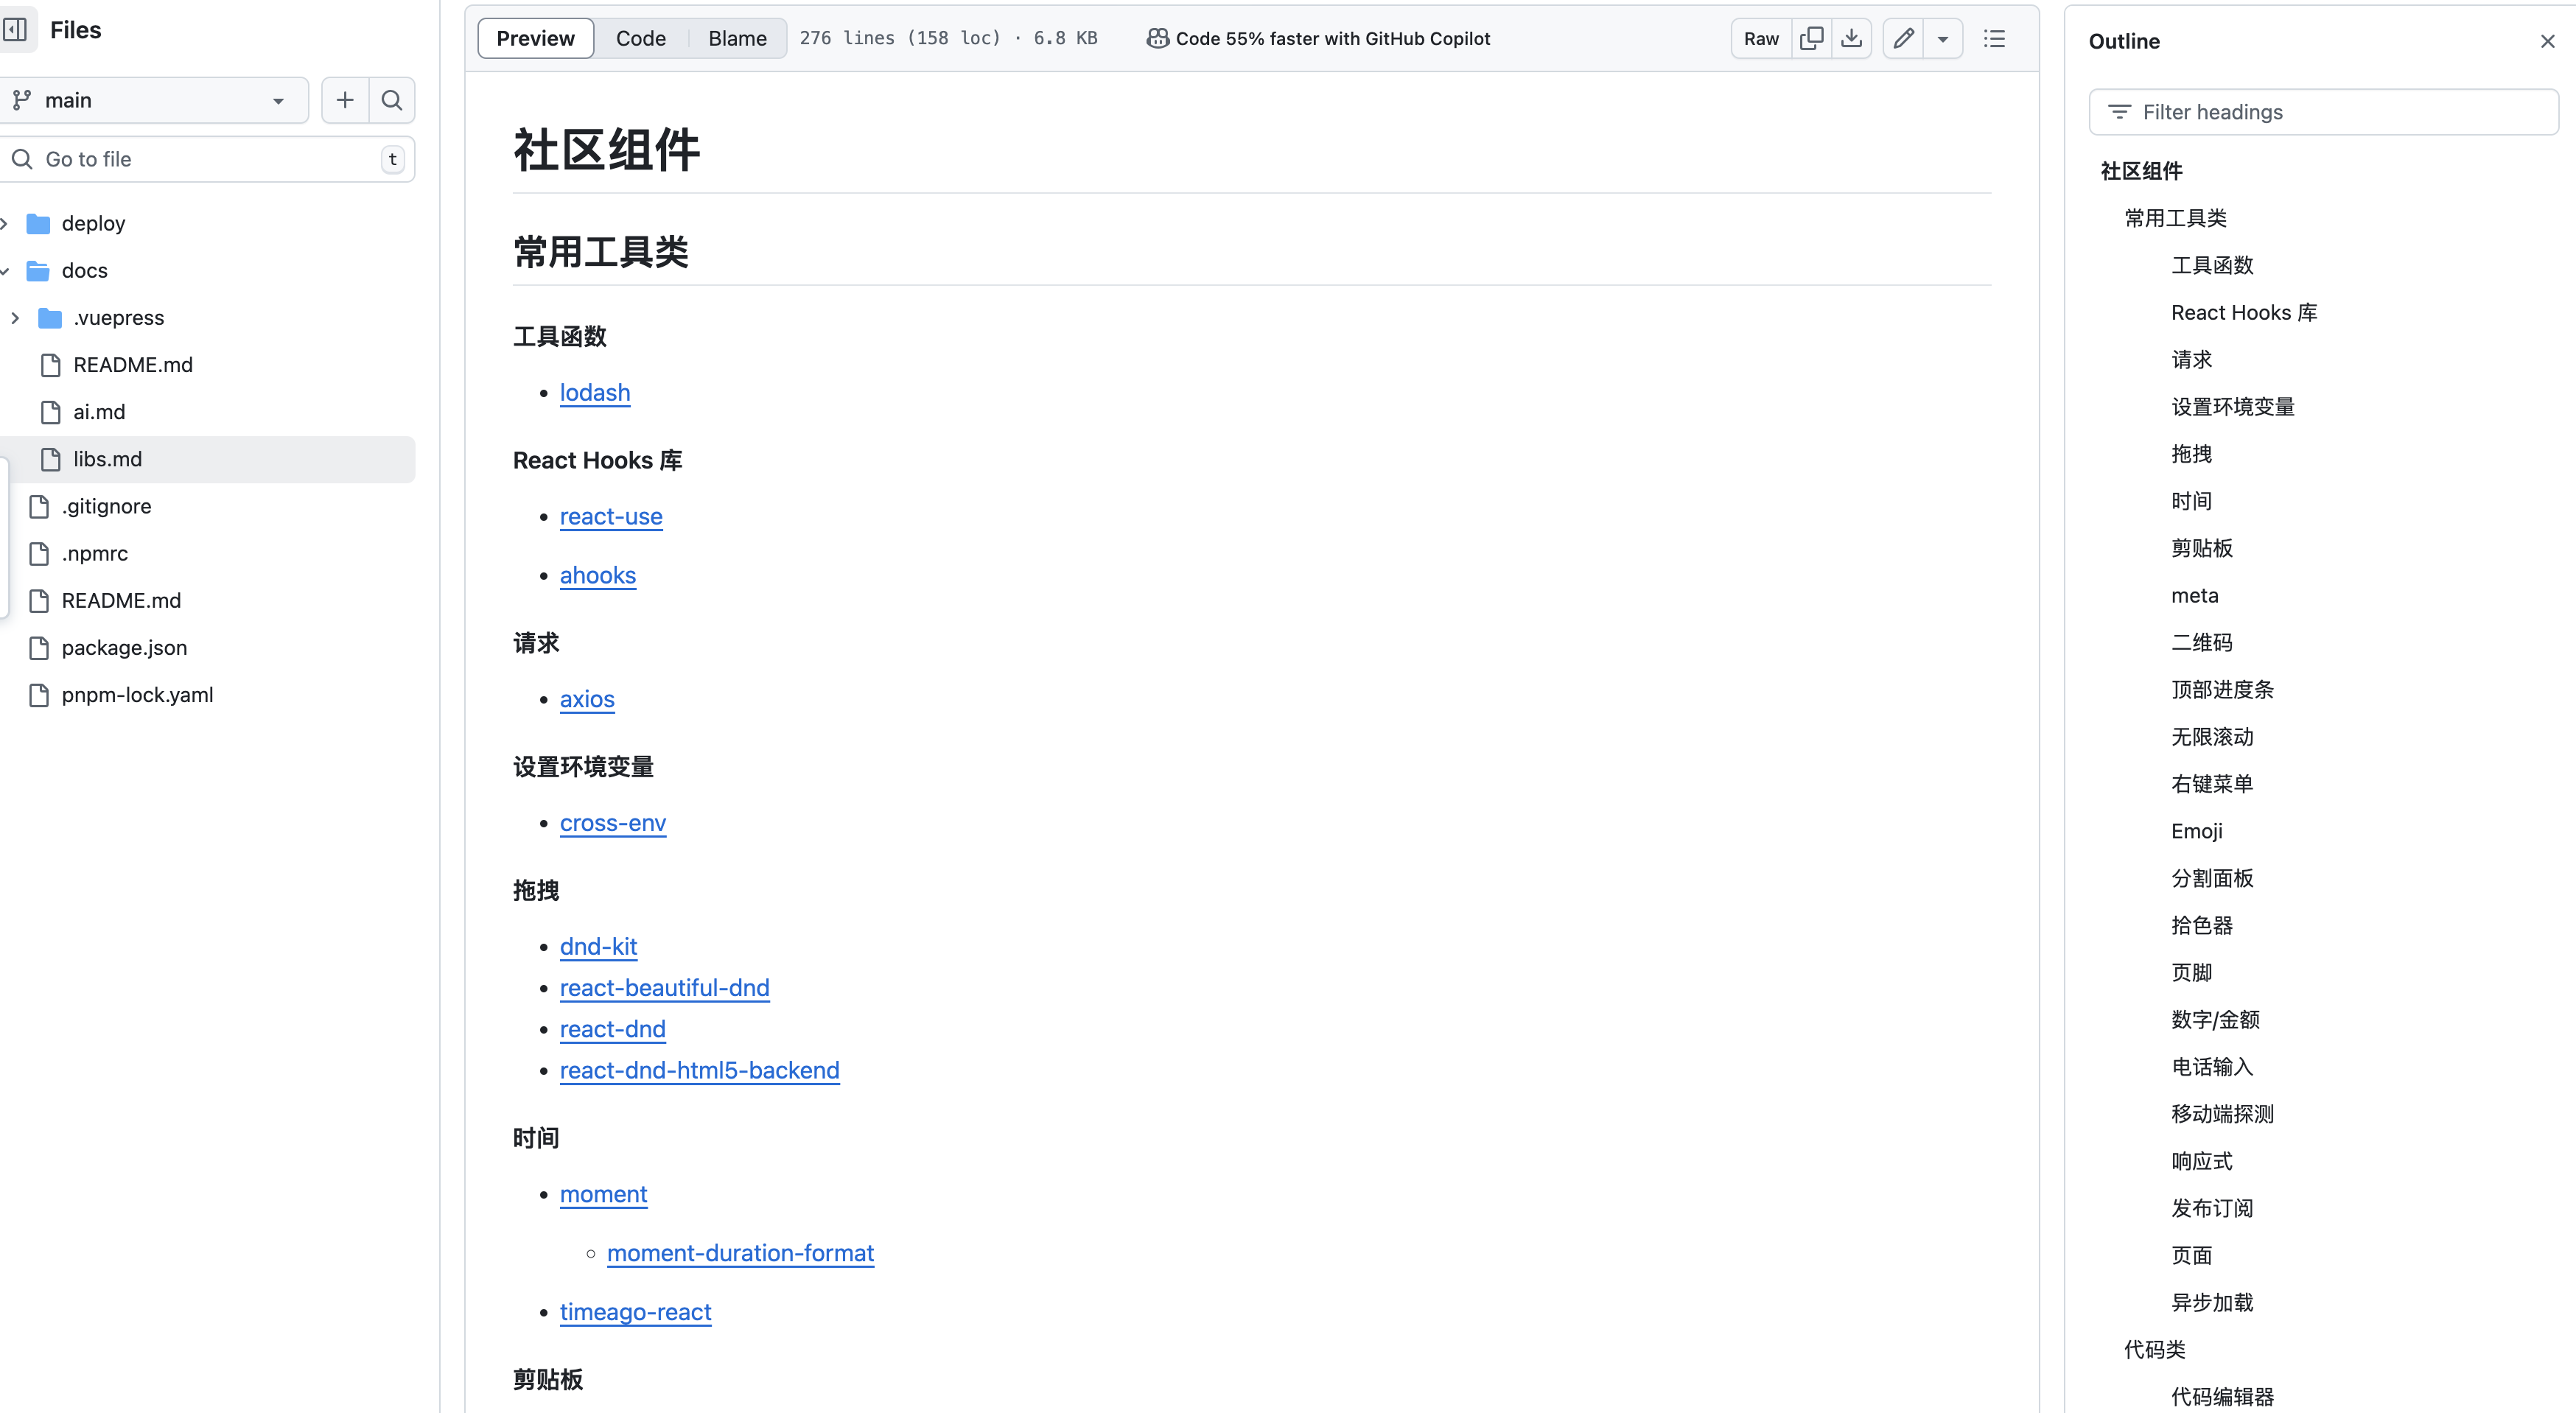 Files
main
Go to file
t
deploy
docs
.vuepress
README.md
ai.md
libs.md
.gitignore
.npmrc
README.md
package.json
pnpm-lock.yaml
Preview Code Blame 276 lines (158 loc) · 6.8 KB Code 55% faster with GitHub Copilot Raw
社区组件
常用工具类
工具函数
lodash
React Hooks 库
react-use
ahooks
请求
axios
设置环境变量
cross-env
拖拽
dnd-kit
react-beautiful-dnd
react-dnd
react-dnd-html5-backend
时间
moment
moment-duration-format
timeago-react
剪贴板
Outline
Filter headings
社区组件
常用工具类
工具函数
React Hooks 库
请求
设置环境变量
拖拽
时间
剪贴板
meta
二维码
顶部进度条
无限滚动
右键菜单
Emoji
分割面板
拾色器
页脚
数字/金额
电话输入
移动端探测
响应式
发布订阅
页面
异步加载
代码类
代码编辑器